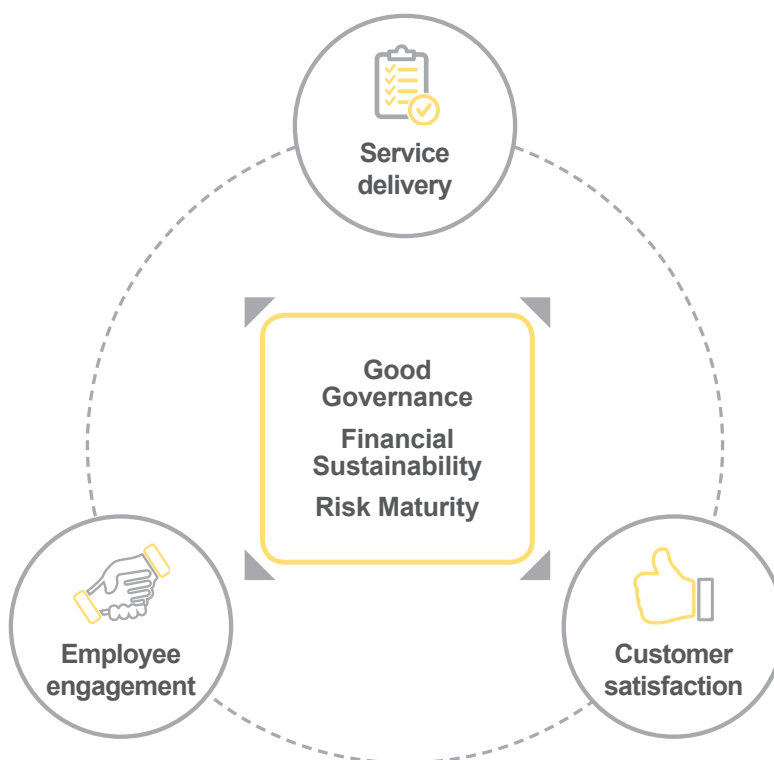 Service
delivery
Good
Governance
Financial
Sustainability
Risk Maturity
Employee
engagement
Customer
satisfaction